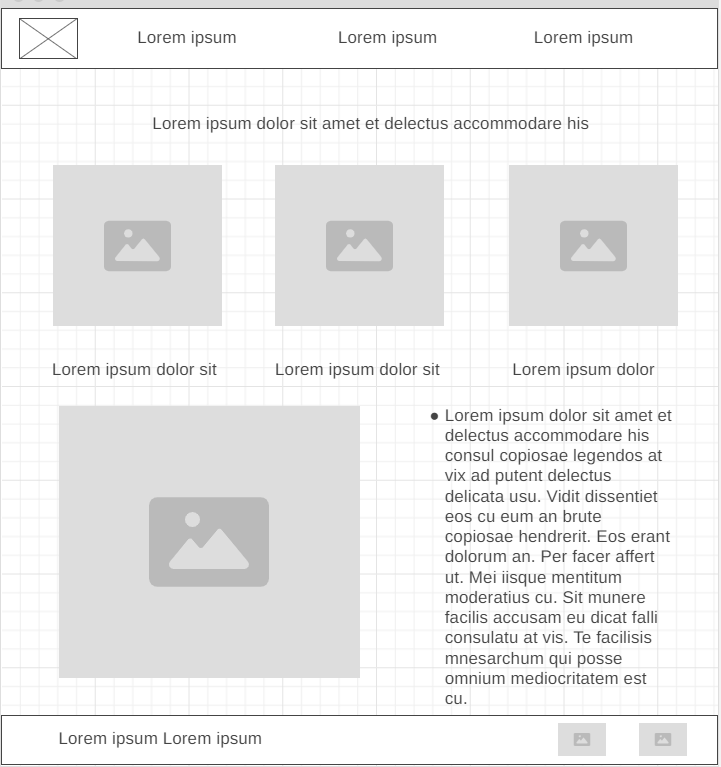 Lorem ipsum Lorem ipsum Lorem ipsum
Lorem ipsum dolor sit amet et delectus accommodare his
Lorem ipsum dolor sit Lorem ipsum dolor sit Lorem ipsum dolor
● Lorem ipsum dolor sit amet et
delectus accommodare his
consul copiosae legendos at
vix ad putent delectus
delicata usu. Vidit dissentiet
eos cu eum an brute
copiosae hendrerit. Eos erant
dolorum an. Per facer affert
ut. Mei iisque mentitum
moderatius cu. Sit munere
facilis accusam eu dicat falli
consulatu at vis. Te facilisis
mnesarchum qui posse
omnium mediocritatem est
cu.
Lorem ipsum Lorem ipsum